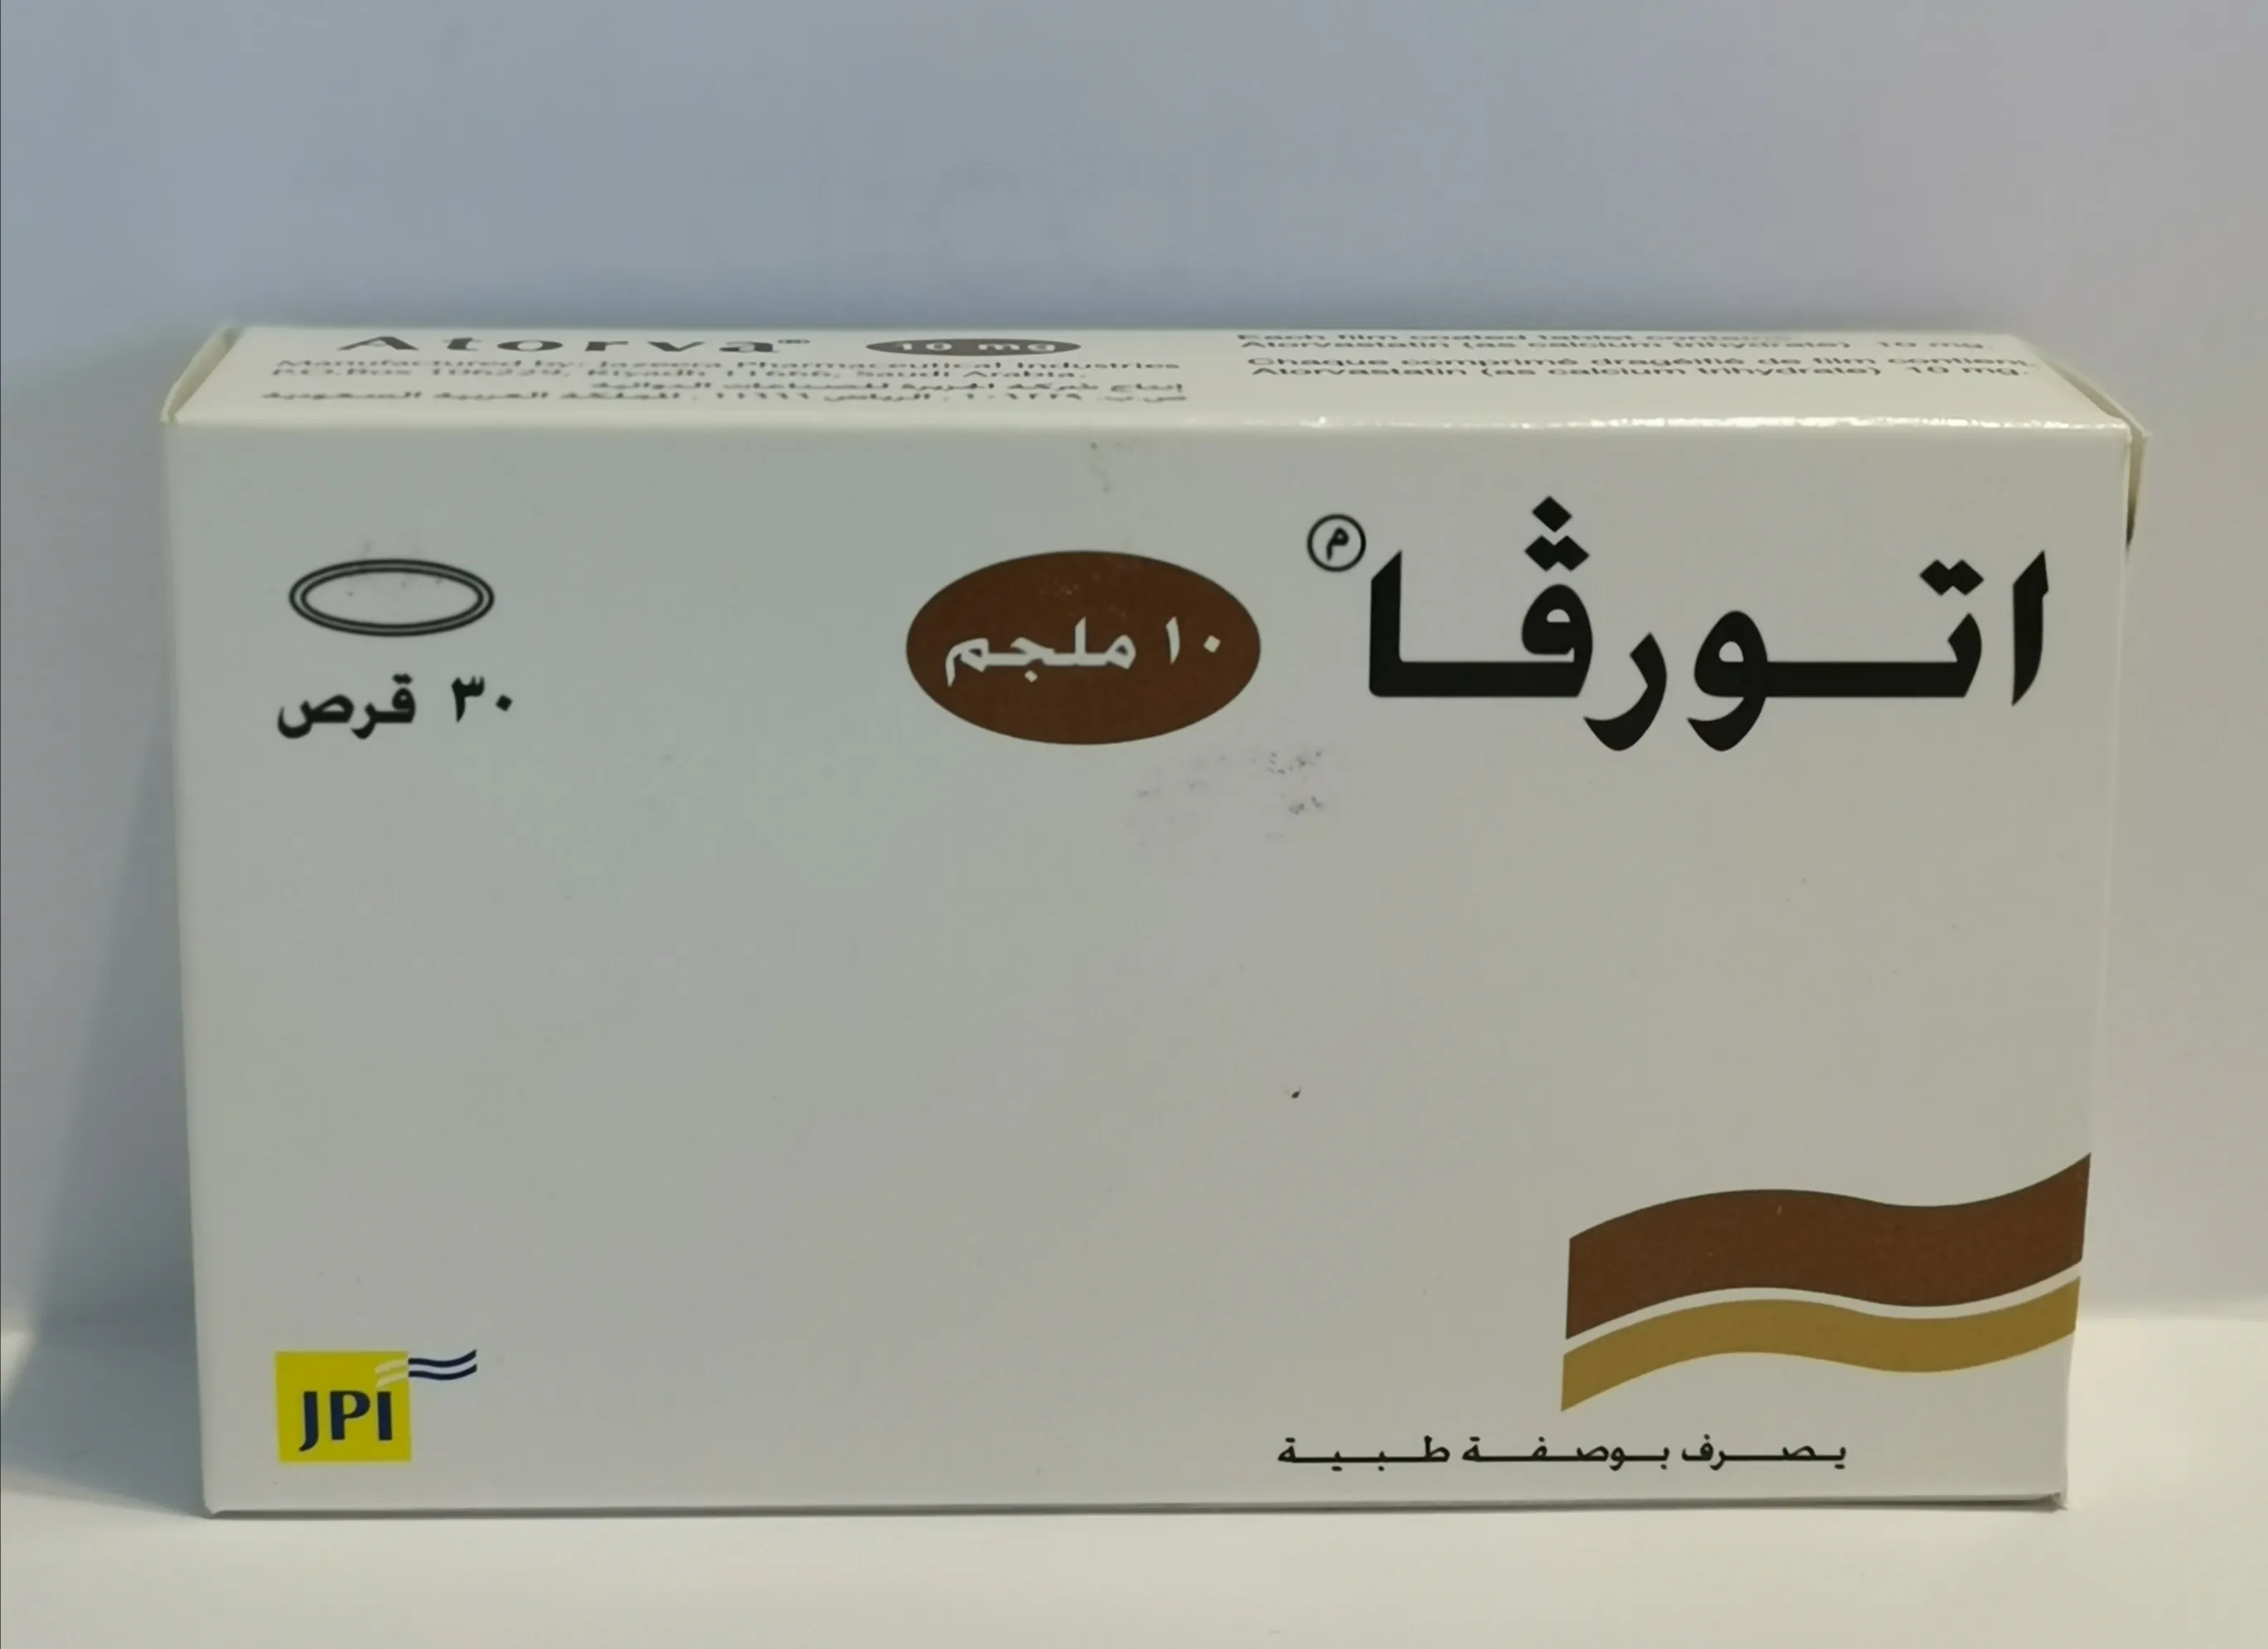 Atorva® 10 mg
Manufactured by: Jazeera Pharmaceutical Industries
P.O.Box 106229, Riyadh 11666, Saudi Arabia.
إنتاج شركة الجزيرة للصناعات الدوائية
ص.ب. ١٠٦٢٢٩، الرياض ١١٦٦٦، المملكة العربية السعودية
Each film coated tablet contains:
Atorvastatin (as calcium trihydrate) 10 mg.
Chaque comprimé drageifié de film contient:
Atorvastatin (as calcium trihydrate) 10 mg.
اتورڤا م
١٠ ملجم
٣٠ قرص
يصرف بوصفة طبية
JPI